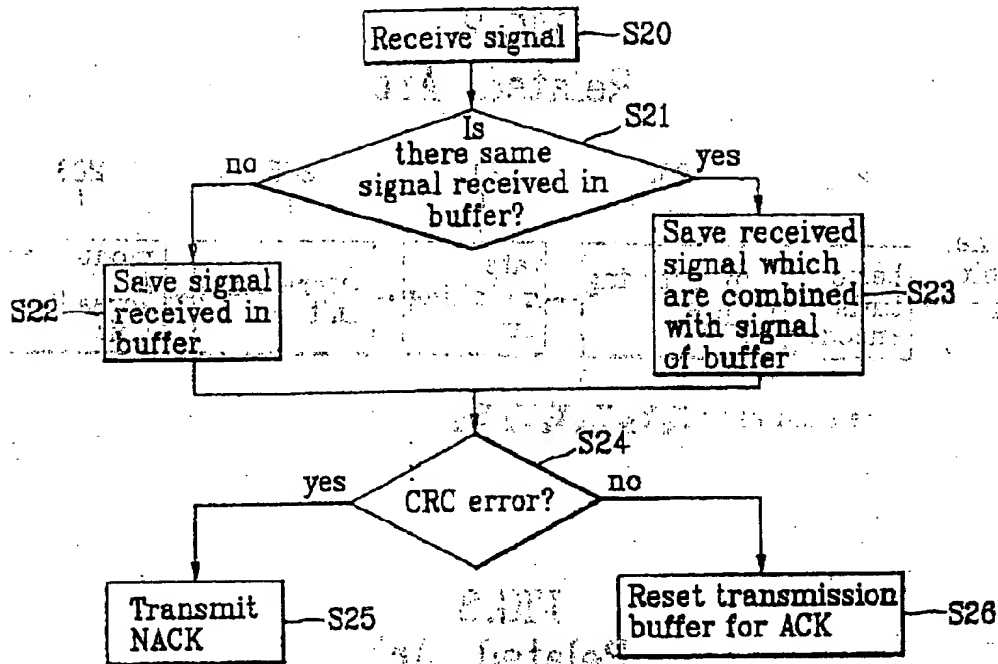 Receive signal
S20
Is
there same
signal received in
buffer?
S21
no
yes
Save signal
received in
buffer
S22
Save received
signal which
are combined
with signal
of buffer
S23
CRC error?
S24
yes
no
Transmit
NACK
S25
Reset transmission
buffer for ACK
S26